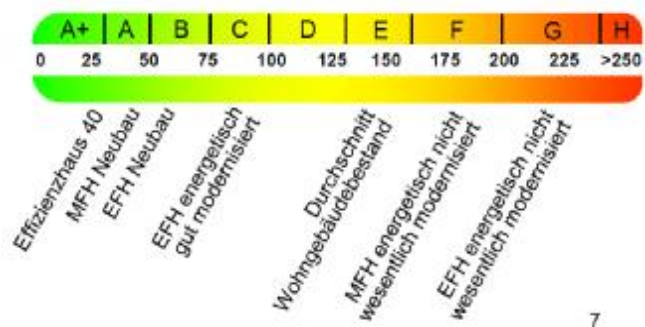 A+ A B C D E F G H
0 25 50 75 100 125 150 175 200 225 >250
Effizienzhaus 40
MFH Neubau
EFH Neubau
EFH energetisch
gut modernisiert
Durchschnitt
Wohngebäudebestand
MFH energetisch nicht
wesentlich modernisiert
EFH energetisch nicht
wesentlich modernisiert
7